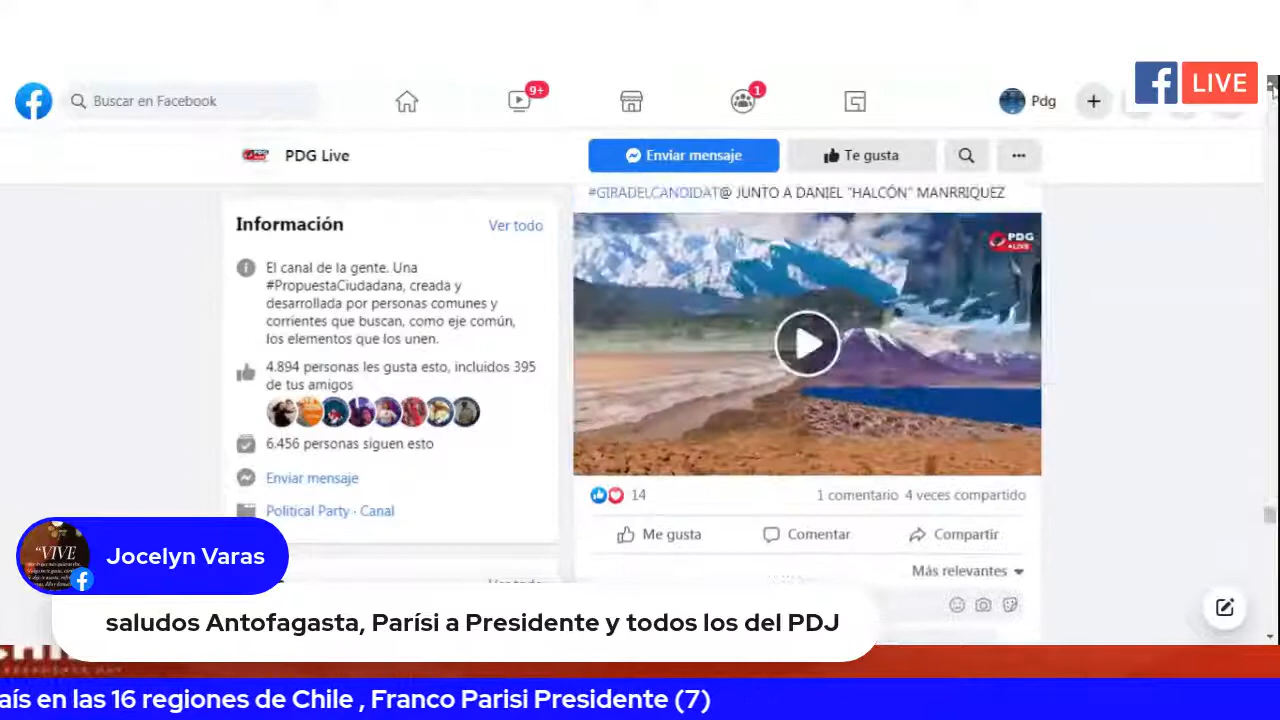 LIVE
Buscar en Facebook
9+
1
Pdg
PDG Live
Enviar mensaje
Te gusta
#GIRADELCANDIDAT@ JUNTO A DANIEL "HALCÓN" MANRRIQUEZ
Información
Ver todo
El canal de la gente. Una
#PropuestaCiudadana, creada y
desarrollada por personas comunes y
corrientes que buscan, como eje común,
los elementos que los unen.
4.894 personas les gusta esto, incluidos 395
de tus amigos
6.456 personas siguen esto
Enviar mensaje
Political Party · Canal
PDG
LIVE
14
1 comentario 4 veces compartido
Me gusta
Comentar
Compartir
Más relevantes
"VIVE
Jocelyn Varas
saludos Antofagasta, Parísi a Presidente y todos los del PDJ
aís en las 16 regiones de Chile , Franco Parisi Presidente (7)